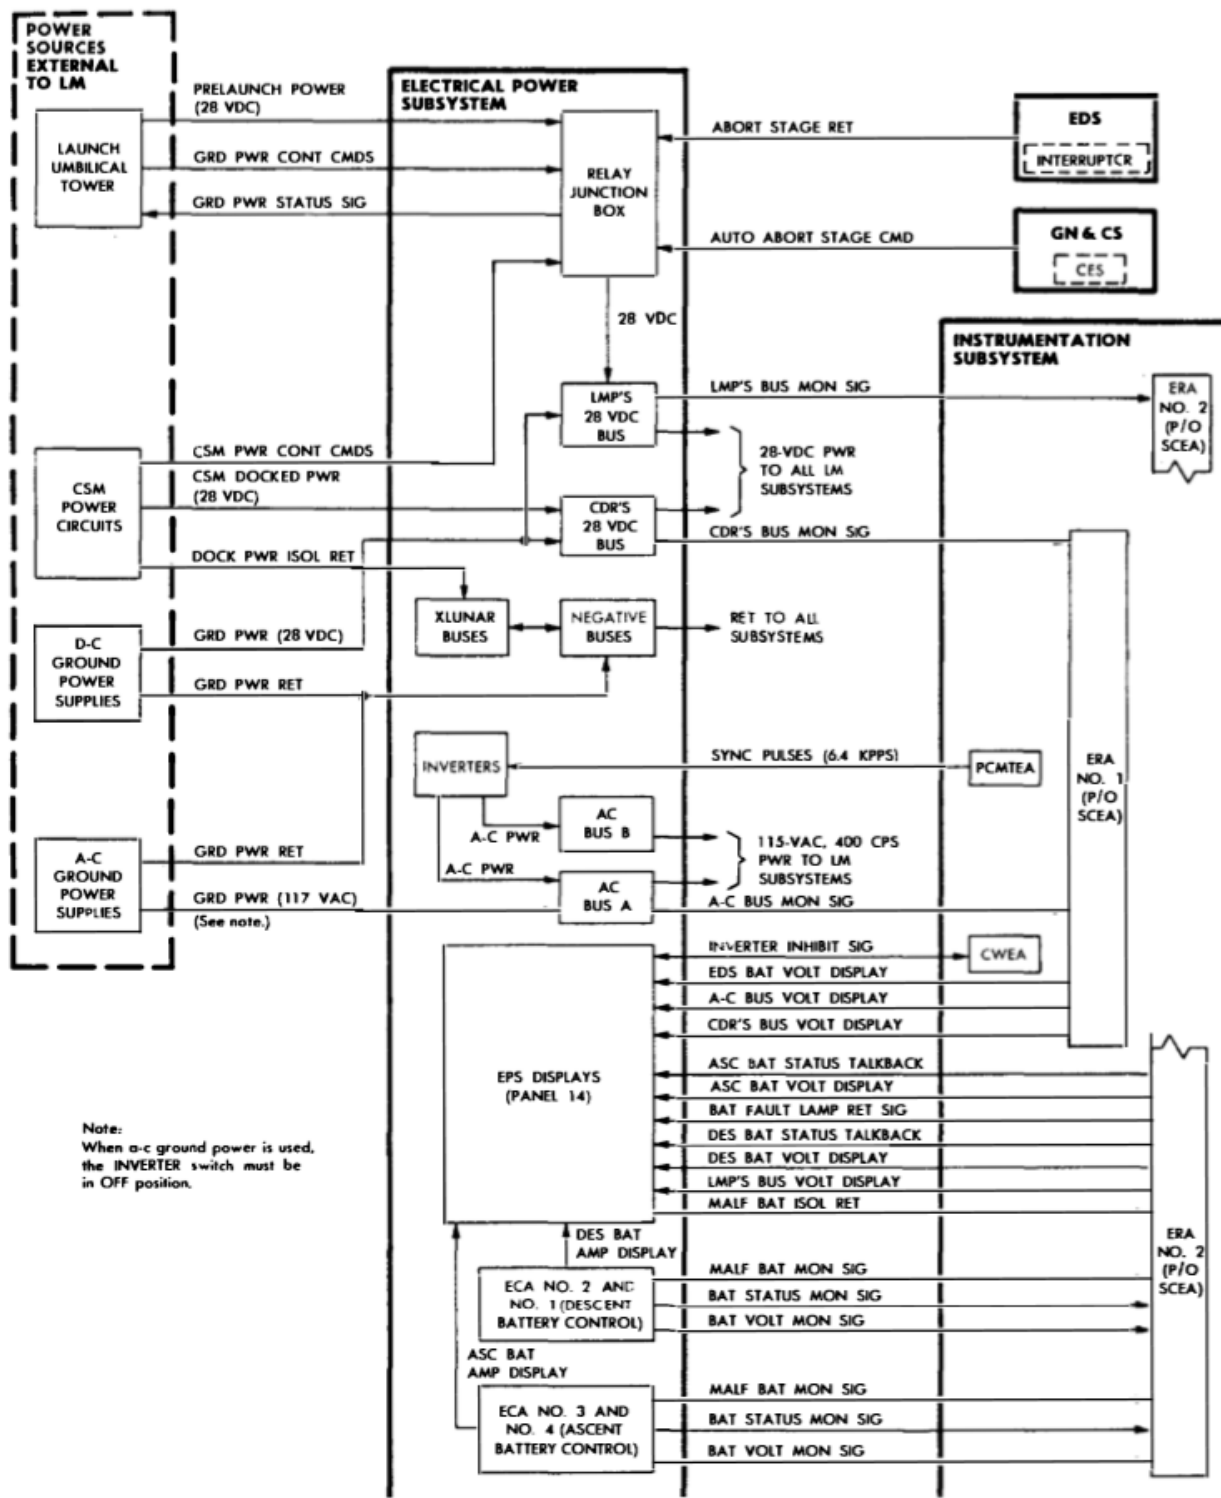 POWER
SOURCES
EXTERNAL
TO LM
LAUNCH
UMBILICAL
TOWER
PRELAUNCH POWER
(28 VDC)
GRD PWR CONT CMDS
GRD PWR STATUS SIG
ELECTRICAL POWER
SUBSYSTEM
RELAY
JUNCTION
BOX
ABORT STAGE RET
EDS
INTERRUPTCR
AUTO ABORT STAGE CMD
GN & CS
CES
28 VDC
INSTRUMENTATION
SUBSYSTEM
LMP'S
28 VDC
BUS
LMP'S BUS MON SIG
ERA
NO. 2
(P/O
SCEA)
CSM
POWER
CIRCUITS
CSM PWR CONT CMDS
CSM DOCKED PWR
(28 VDC)
DOCK PWR ISOL RET
28-VDC PWR
TO ALL LM
SUBSYSTEMS
CDR'S
28 VDC
BUS
CDR'S BUS MON SIG
XLUNAR
BUSES
NEGATIVE
BUSES
RET TO ALL
SUBSYSTEMS
D-C
GROUND
POWER
SUPPLIES
GRD PWR (28 VDC)
GRD PWR RET
INVERTERS
SYNC PULSES (6.4 KPPS)
PCMTEA
ERA
NO. 1
(P/O
SCEA)
A-C PWR
AC
BUS B
A-C PWR
AC
BUS A
115-VAC, 400 CPS
PWR TO LM
SUBSYSTEMS
A-C BUS MON SIG
A-C
GROUND
POWER
SUPPLIES
GRD PWR RET
GRD PWR (117 VAC)
(See note.)
EPS DISPLAYS
(PANEL 14)
INVERTER INHIBIT SIG
CWEA
EDS BAT VOLT DISPLAY
A-C BUS VOLT DISPLAY
CDR'S BUS VOLT DISPLAY
ASC BAT STATUS TALKBACK
ASC BAT VOLT DISPLAY
BAT FAULT LAMP RET SIG
DES BAT STATUS TALKBACK
DES BAT VOLT DISPLAY
LMP'S BUS VOLT DISPLAY
MALF BAT ISOL RET
Note:
When a-c ground power is used,
the INVERTER switch must be
in OFF position.
DES BAT
AMP DISPLAY
ECA NO. 2 AND
NO. 1 (DESCENT
BATTERY CONTROL)
MALF BAT MON SIG
BAT STATUS MON SIG
BAT VOLT MON SIG
ERA
NO. 2
(P/O
SCEA)
ASC BAT
AMP DISPLAY
ECA NO. 3 AND
NO. 4 (ASCENT
BATTERY CONTROL)
MALF BAT MON SIG
BAT STATUS MON SIG
BAT VOLT MON SIG